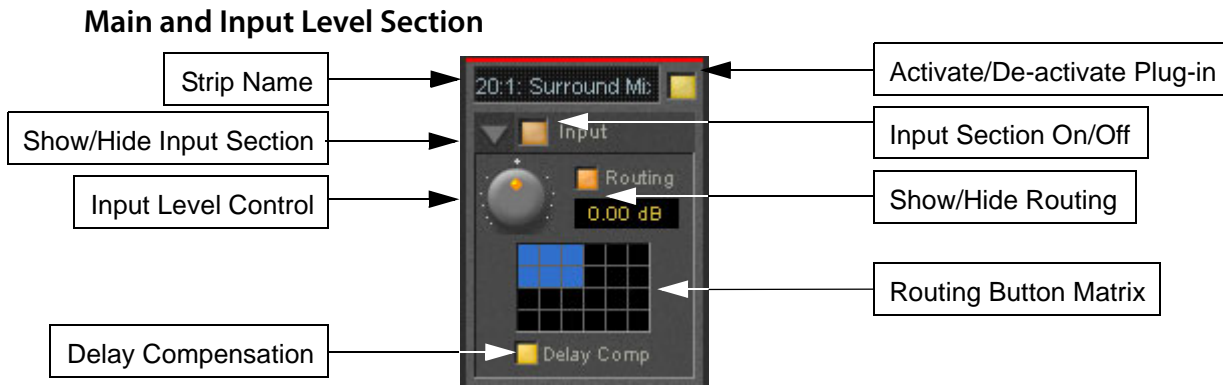 Main and Input Level Section
Strip Name
Show/Hide Input Section
Input Level Control
Delay Compensation
20:1: Surround Mi
Input
Routing
0.00 dB
Delay Comp
Activate/De-activate Plug-in
Input Section On/Off
Show/Hide Routing
Routing Button Matrix